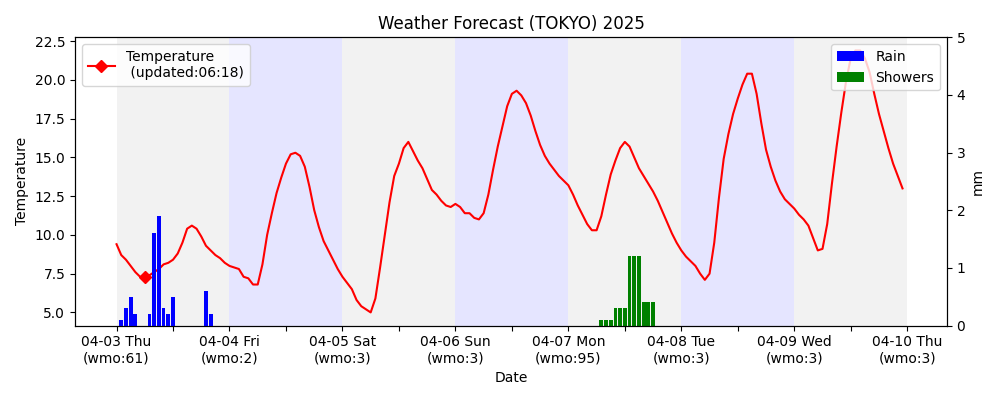 Weather Forecast (TOKYO) 2025
Temperature
(updated:06:18)
Rain
Showers
22.5
20.0
17.5
15.0
12.5
10.0
7.5
5.0
Temperature
5
4
3
2
1
0
mm
04-03 Thu
(wmo:61)
04-04 Fri
(wmo:2)
04-05 Sat
(wmo:3)
04-06 Sun
(wmo:3)
04-07 Mon
(wmo:95)
04-08 Tue
(wmo:3)
04-09 Wed
(wmo:3)
04-10 Thu
(wmo:3)
Date